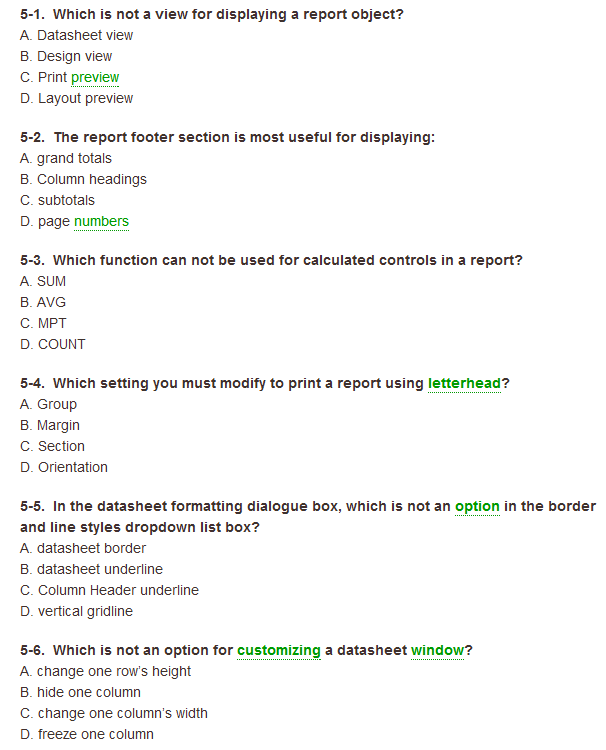 5-1.  Which is not a view for displaying a report object?
A. Datasheet view
B. Design view
C. Print preview
D. Layout preview
5-2.  The report footer section is most useful for displaying:
A. grand totals
B. Column headings
C. subtotals
D. page numbers
5-3.  Which function can not be used for calculated controls in a report?
A. SUM
B. AVG
C. MPT
D. COUNT
5-4.  Which setting you must modify to print a report using letterhead?
A. Group
B. Margin
C. Section
D. Orientation
5-5.  In the datasheet formatting dialogue box, which is not an option in the border
and line styles dropdown list box?
A. datasheet border
B. datasheet underline
C. Column Header underline
D. vertical gridline
5-6.  Which is not an option for customizing a datasheet window?
A. change one row's height
B. hide one column
C. change one column's width
D. freeze one column